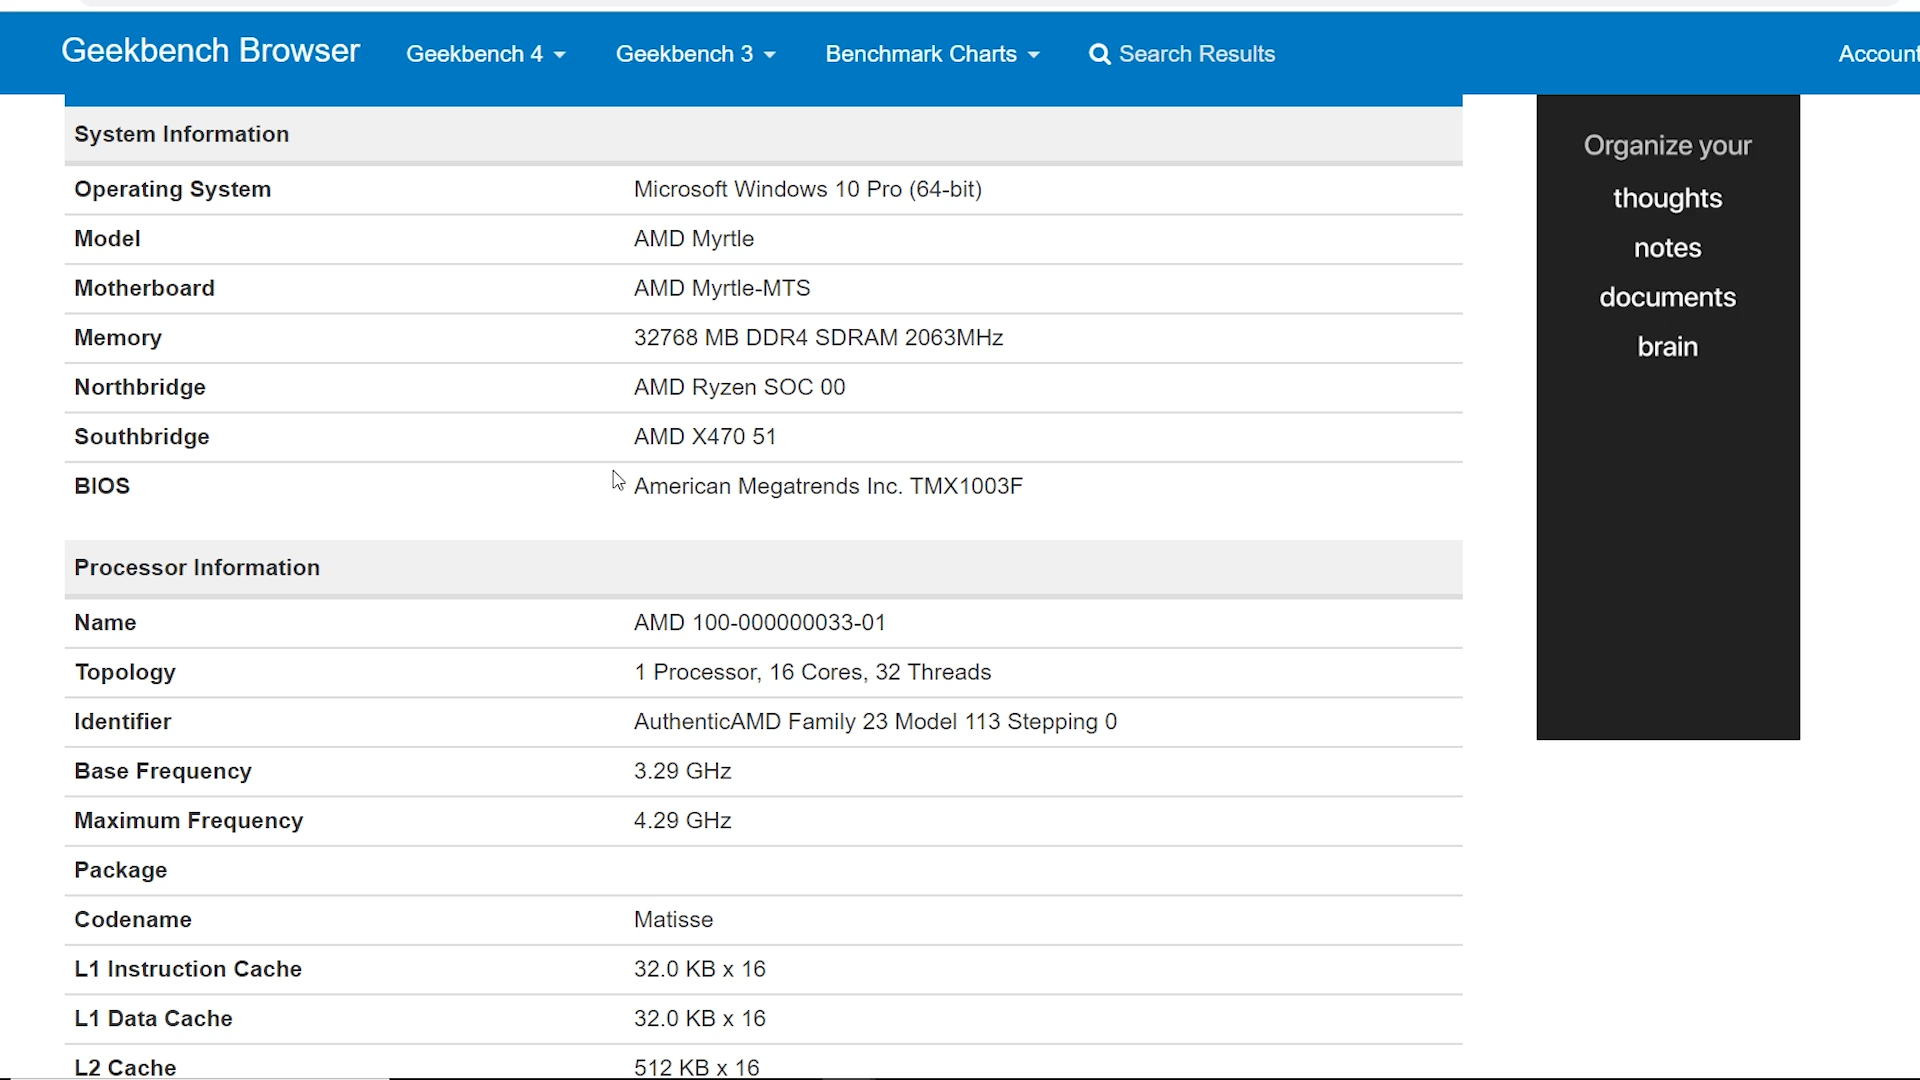 Geekbench Browser Geekbench 4 Geekbench 3 Benchmark Charts Search Results Account
System Information
Operating System Microsoft Windows 10 Pro (64-bit)
Model AMD Myrtle
Motherboard AMD Myrtle-MTS
Memory 32768 MB DDR4 SDRAM 2063MHz
Northbridge AMD Ryzen SOC 00
Southbridge AMD X470 51
BIOS American Megatrends Inc. TMX1003F
Processor Information
Name AMD 100-000000033-01
Topology 1 Processor, 16 Cores, 32 Threads
Identifier AuthenticAMD Family 23 Model 113 Stepping 0
Base Frequency 3.29 GHz
Maximum Frequency 4.29 GHz
Package
Codename Matisse
L1 Instruction Cache 32.0 KB x 16
L1 Data Cache 32.0 KB x 16
L2 Cache 512 KB x 16
Organize your
thoughts
notes
documents
brain